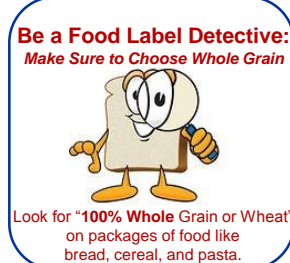 Be a Food Label Detective:
Make Sure to Choose Whole Grain
Look for “100% Whole Grain or Wheat”
on packages of food like
bread, cereal, and pasta.